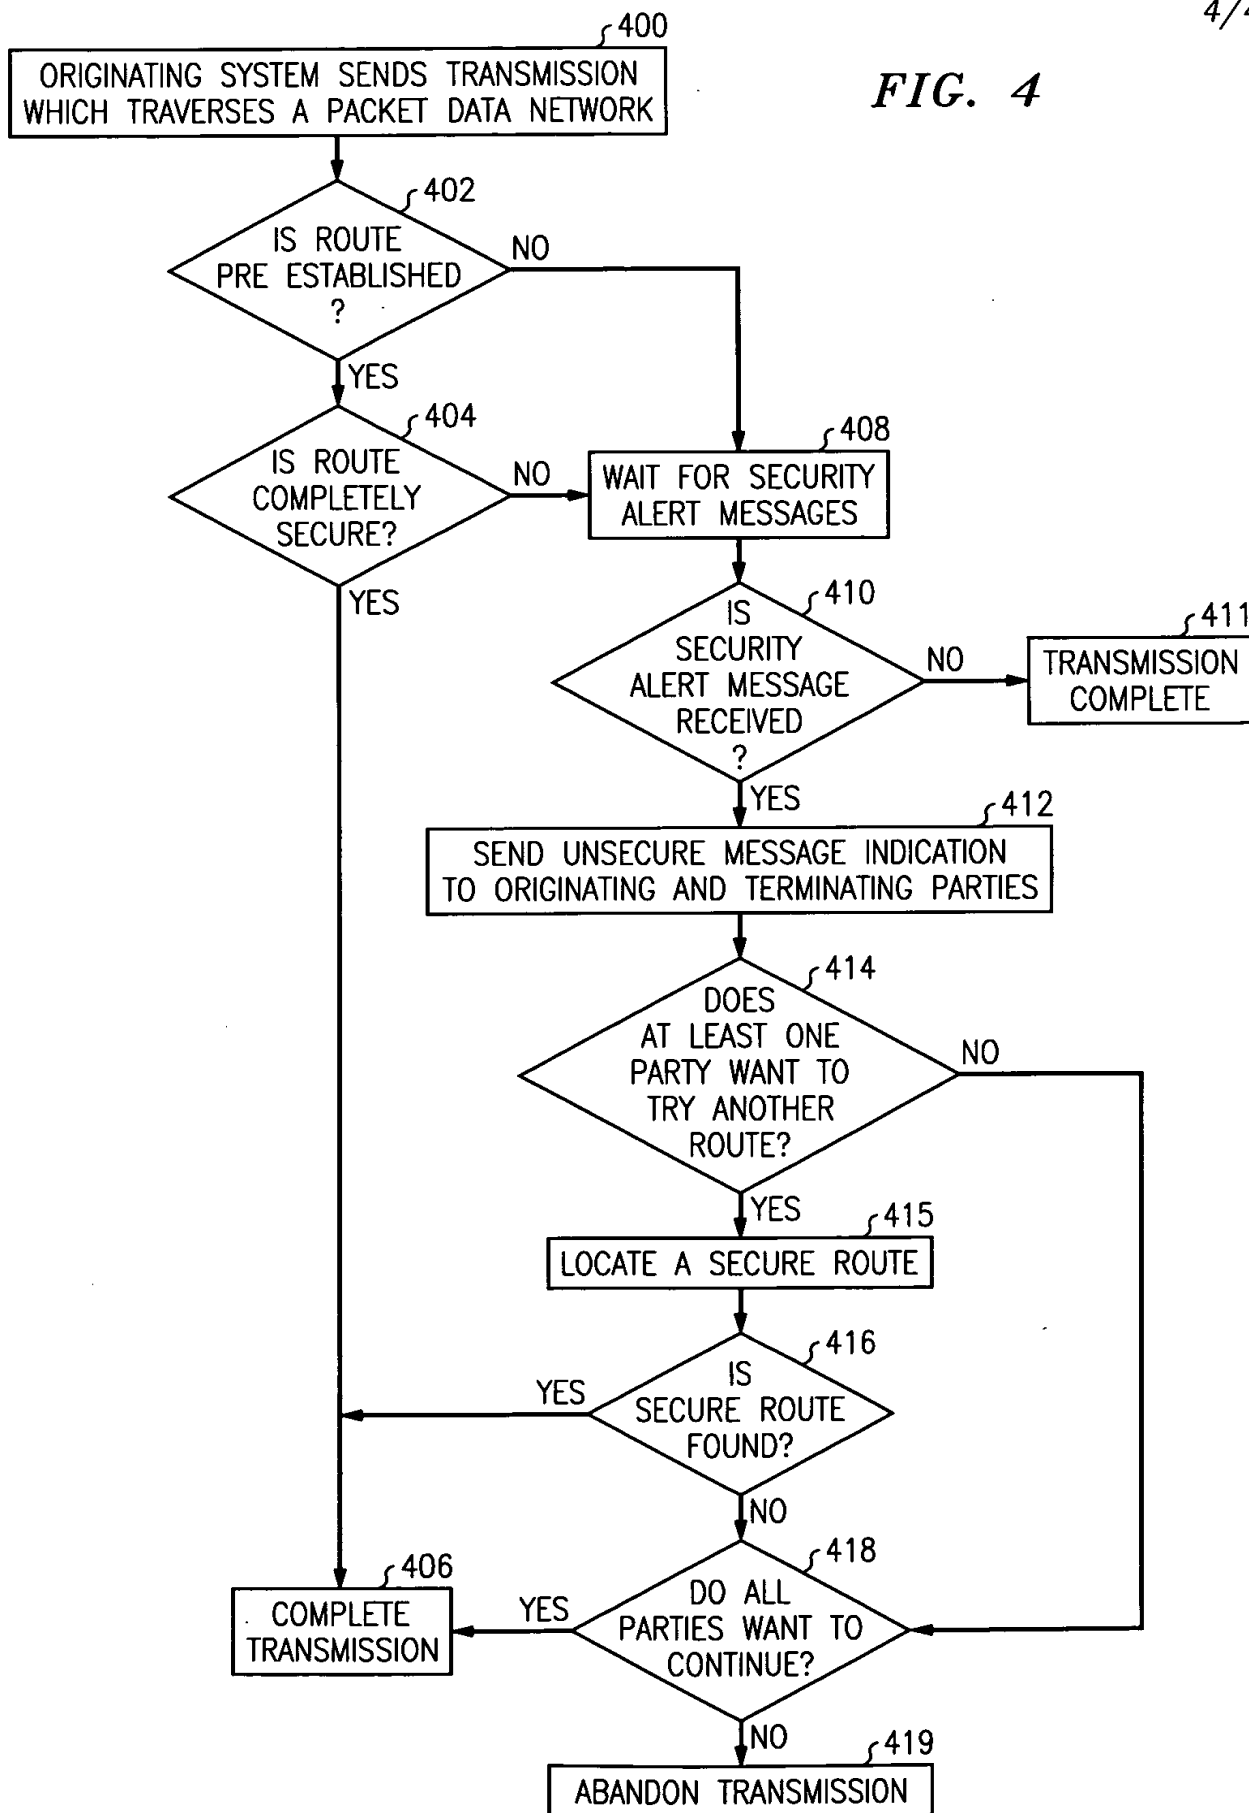 4/4
400
ORIGINATING SYSTEM SENDS TRANSMISSION
WHICH TRAVERSES A PACKET DATA NETWORK
FIG. 4
402
IS ROUTE
PRE ESTABLISHED
?
NO
YES
404
IS ROUTE
COMPLETELY
SECURE?
NO
YES
408
WAIT FOR SECURITY
ALERT MESSAGES
410
IS
SECURITY
ALERT MESSAGE
RECEIVED
?
NO
411
TRANSMISSION
COMPLETE
YES
412
SEND UNSECURE MESSAGE INDICATION
TO ORIGINATING AND TERMINATING PARTIES
414
DOES
AT LEAST ONE
PARTY WANT TO
TRY ANOTHER
ROUTE?
NO
YES
415
LOCATE A SECURE ROUTE
416
IS
SECURE ROUTE
FOUND?
YES
NO
406
COMPLETE
TRANSMISSION
418
DO ALL
PARTIES WANT TO
CONTINUE?
YES
NO
419
ABANDON TRANSMISSION